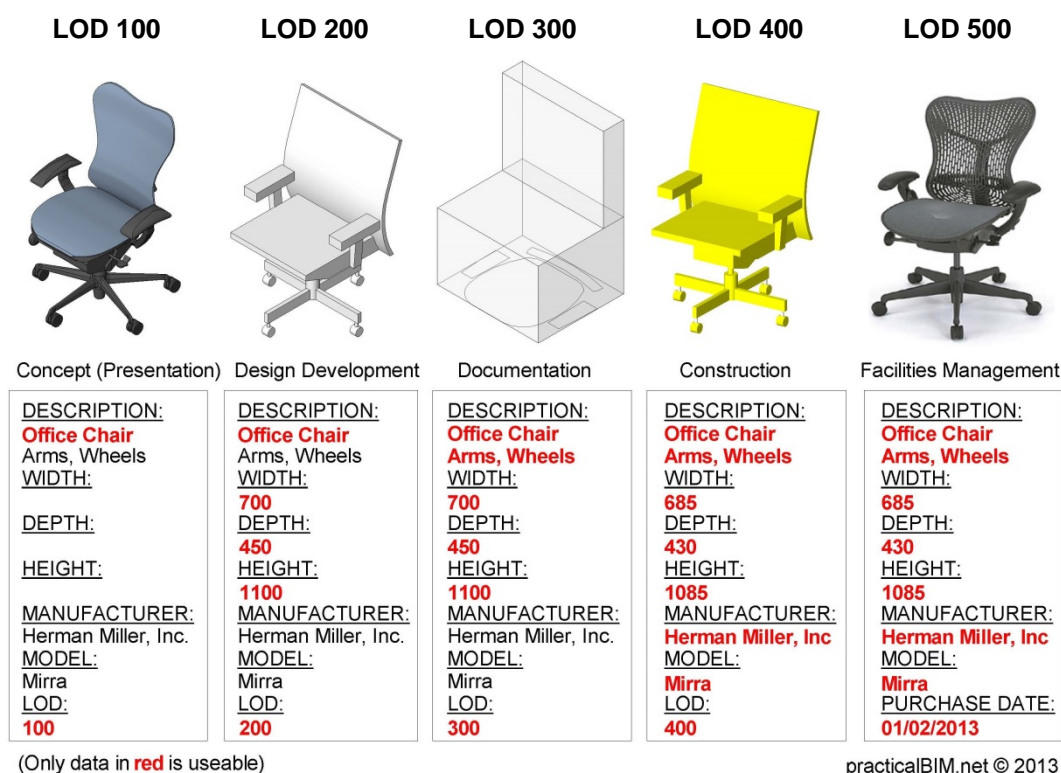 LOD 100
LOD 200
LOD 300
LOD 400
LOD 500
Concept (Presentation)
Design Development
Documentation
Construction
Facilities Management
DESCRIPTION:
Office Chair
Arms, Wheels
WIDTH:
DEPTH:
HEIGHT:
MANUFACTURER:
Herman Miller, Inc.
MODEL:
Mirra
LOD:
100
DESCRIPTION:
Office Chair
Arms, Wheels
WIDTH:
700
DEPTH:
450
HEIGHT:
1100
MANUFACTURER:
Herman Miller, Inc.
MODEL:
Mirra
LOD:
200
DESCRIPTION:
Office Chair
Arms, Wheels
WIDTH:
700
DEPTH:
450
HEIGHT:
1100
MANUFACTURER:
Herman Miller, Inc.
MODEL:
Mirra
LOD:
300
DESCRIPTION:
Office Chair
Arms, Wheels
WIDTH:
685
DEPTH:
430
HEIGHT:
1085
MANUFACTURER:
Herman Miller, Inc
MODEL:
Mirra
LOD:
400
DESCRIPTION:
Office Chair
Arms, Wheels
WIDTH:
685
DEPTH:
430
HEIGHT:
1085
MANUFACTURER:
Herman Miller, Inc
MODEL:
Mirra
PURCHASE DATE:
01/02/2013
(Only data in red is useable)
practicalBIM.net © 2013